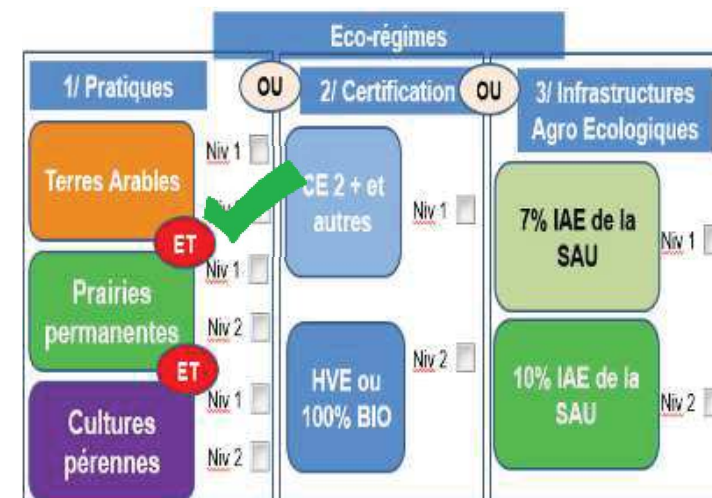 Eco-régimes
1/ Pratiques
OU
2/ Certification
OU
3/ Infrastructures
Agro Ecologiques
Terres Arables
Niv 1
ET
Prairies
permanentes
Niv 1
Niv 2
ET
Cultures
pérennes
Niv 1
Niv 2
CE 2 + et
autres
Niv 1
HVE ou
100% BIO
Niv 2
7% IAE de la
SAU
Niv 1
10% IAE de la
SAU
Niv 2